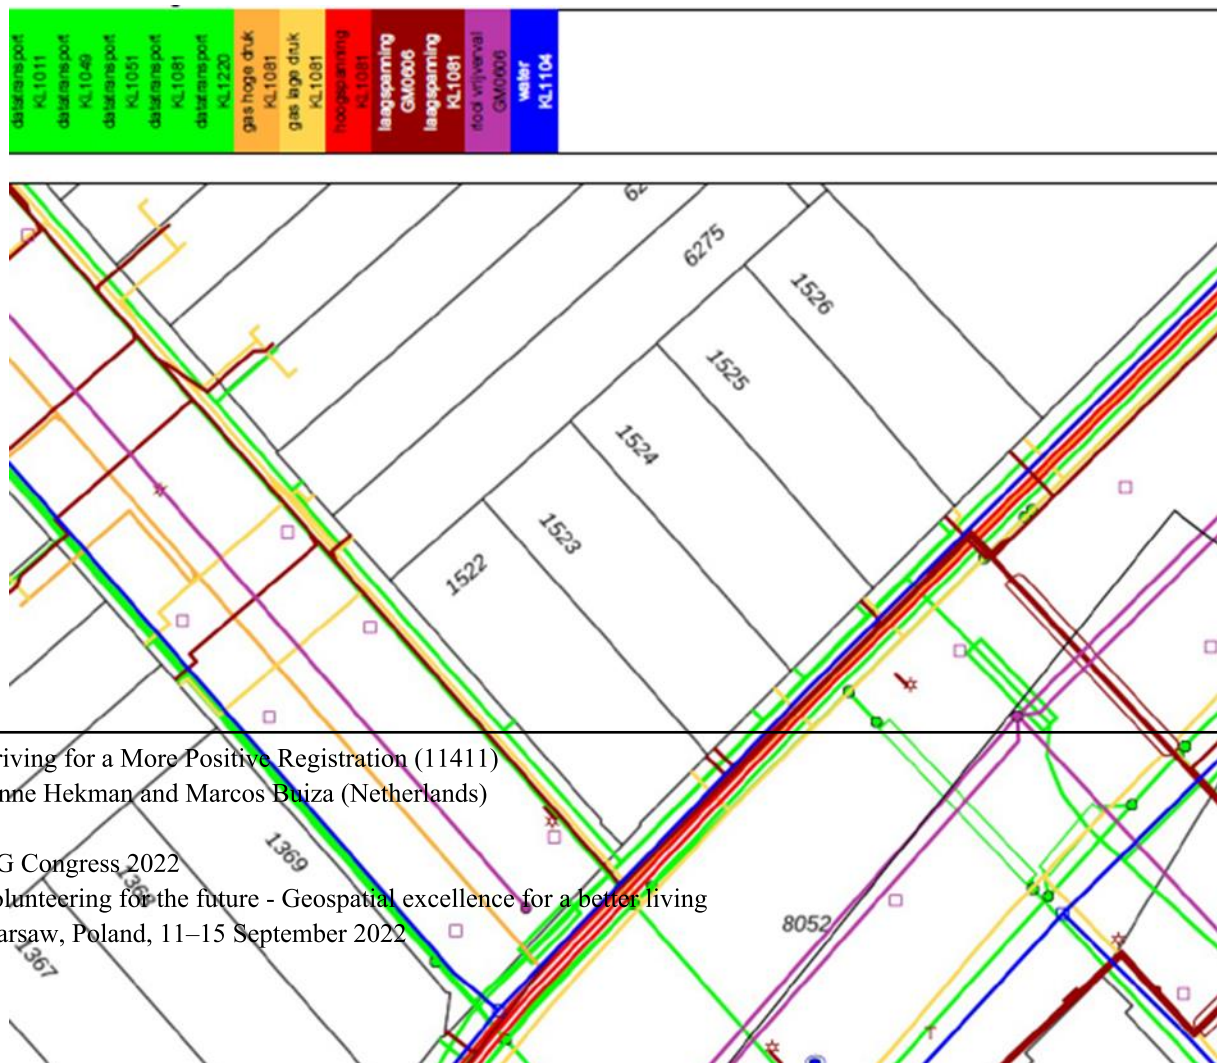 datatransport
KL1011
datatransport
KL1049
datatransport
KL1051
datatransport
KL1081
datatransport
KL1220
gas hoge druk
KL1081
gas lage druk
KL1081
hoogspanning
KL1081
laagspanning
GM0606
laagspanning
KL1081
riool vrijverval
GM0606
water
KL1104
62
6275
1526
1525
1524
1523
1522
riving for a More Positive Registration (11411)
nne Hekman and Marcos Buiza (Netherlands)
1369
G Congress 2022
1368
olunteering for the future - Geospatial excellence for a better living
8052
arsaw, Poland, 11–15 September 2022
1367